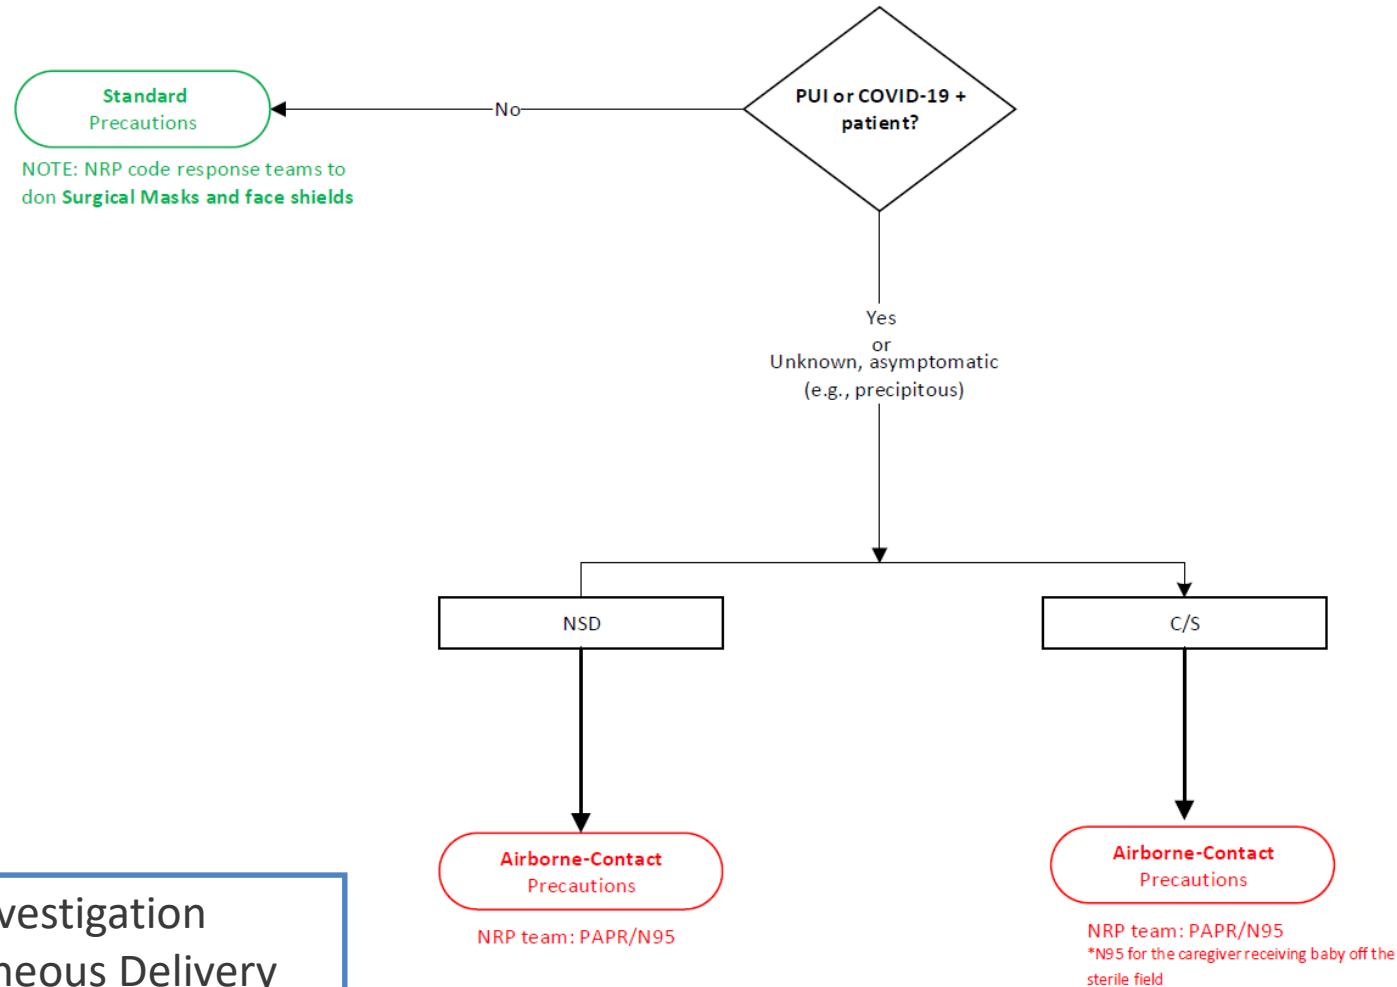 PUI or COVID-19 +
patient?
No
Standard
Precautions
NOTE: NRP code response teams to
don Surgical Masks and face shields
Yes
or
Unknown, asymptomatic
(e.g., precipitous)
NSD
C/S
Airborne-Contact
Precautions
NRP team: PAPR/N95
Airborne-Contact
Precautions
NRP team: PAPR/N95
*N95 for the caregiver receiving baby off the
sterile field
vestigation
neous Delivery